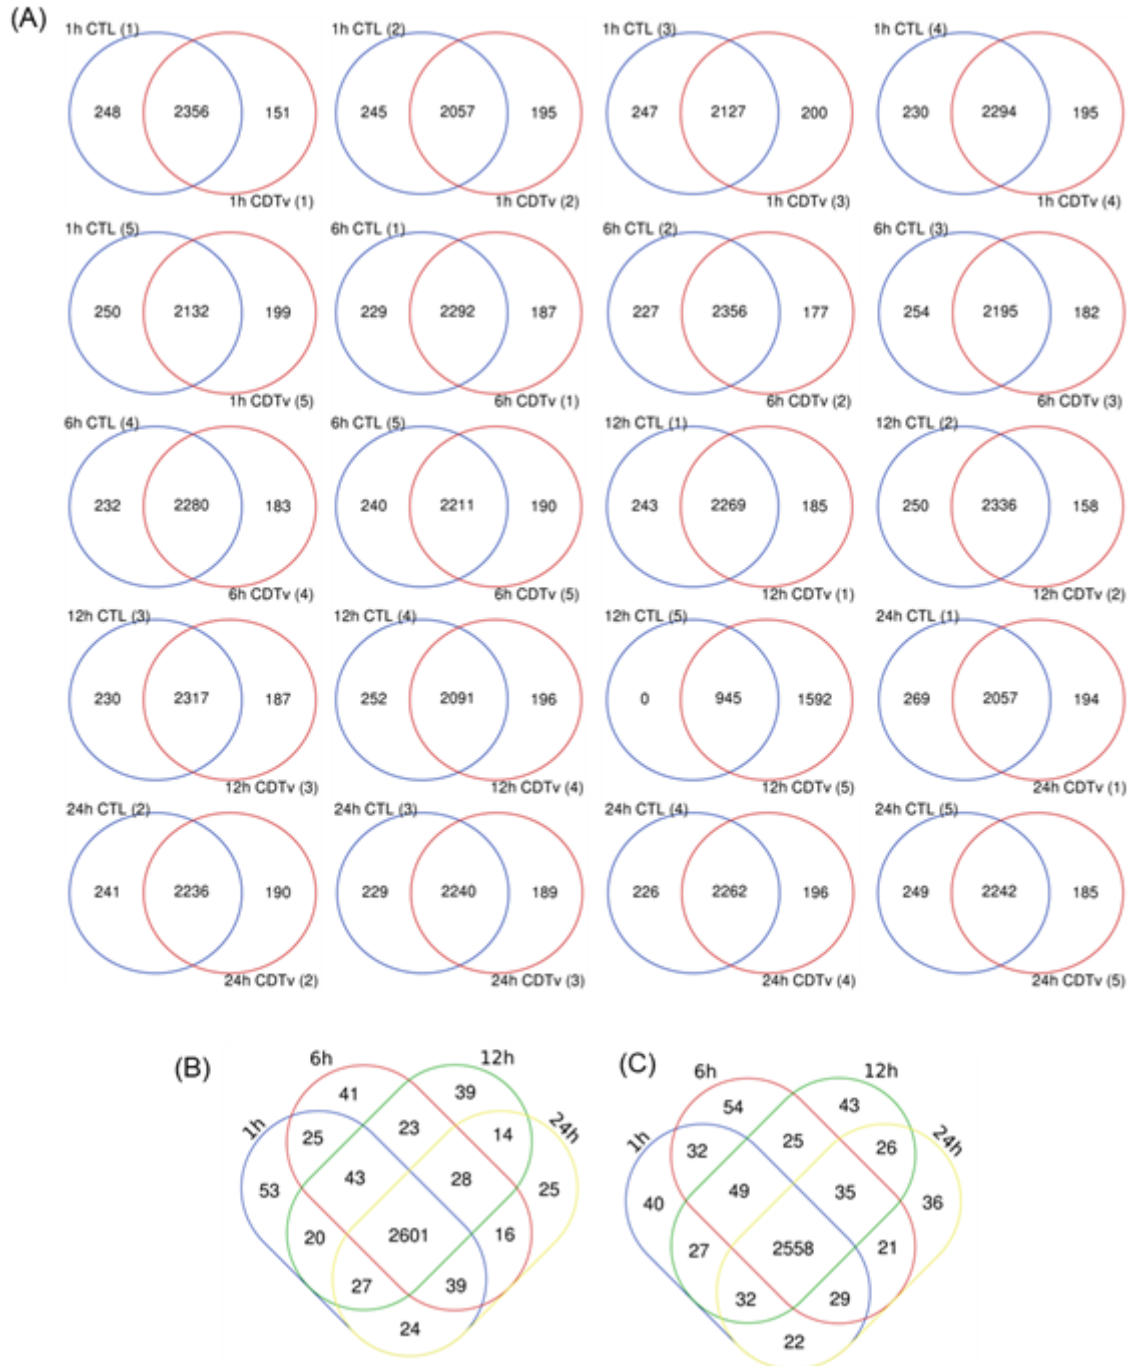 (A)
1h CTL (1) 1h CTL (2) 1h CTL (3) 1h CTL (4)
248 2356 151 245 2057 195 247 2127 200 230 2294 195
1h CDTv (1) 1h CDTv (2) 1h CDTv (3) 1h CDTv (4)
1h CTL (5) 6h CTL (1) 6h CTL (2) 6h CTL (3)
250 2132 199 229 2292 187 227 2356 177 254 2195 182
1h CDTv (5) 6h CDTv (1) 6h CDTv (2) 6h CDTv (3)
6h CTL (4) 6h CTL (5) 12h CTL (1) 12h CTL (2)
232 2280 183 240 2211 190 243 2269 185 250 2336 158
6h CDTv (4) 6h CDTv (5) 12h CDTv (1) 12h CDTv (2)
12h CTL (3) 12h CTL (4) 12h CTL (5) 24h CTL (1)
230 2317 187 252 2091 196 0 945 1592 269 2057 194
12h CDTv (3) 12h CDTv (4) 12h CDTv (5) 24h CDTv (1)
24h CTL (2) 24h CTL (3) 24h CTL (4) 24h CTL (5)
241 2236 190 229 2240 189 226 2262 196 249 2242 185
24h CDTv (2) 24h CDTv (3) 24h CDTv (4) 24h CDTv (5)
(B)
6h 12h
1h 24h
41 39
25 23 14
53 43 28 25
20 2601 16
27 39
24
(C)
6h 12h
1h 24h
54 43
32 25 26
40 49 35 36
27 2558 21
32 29
22